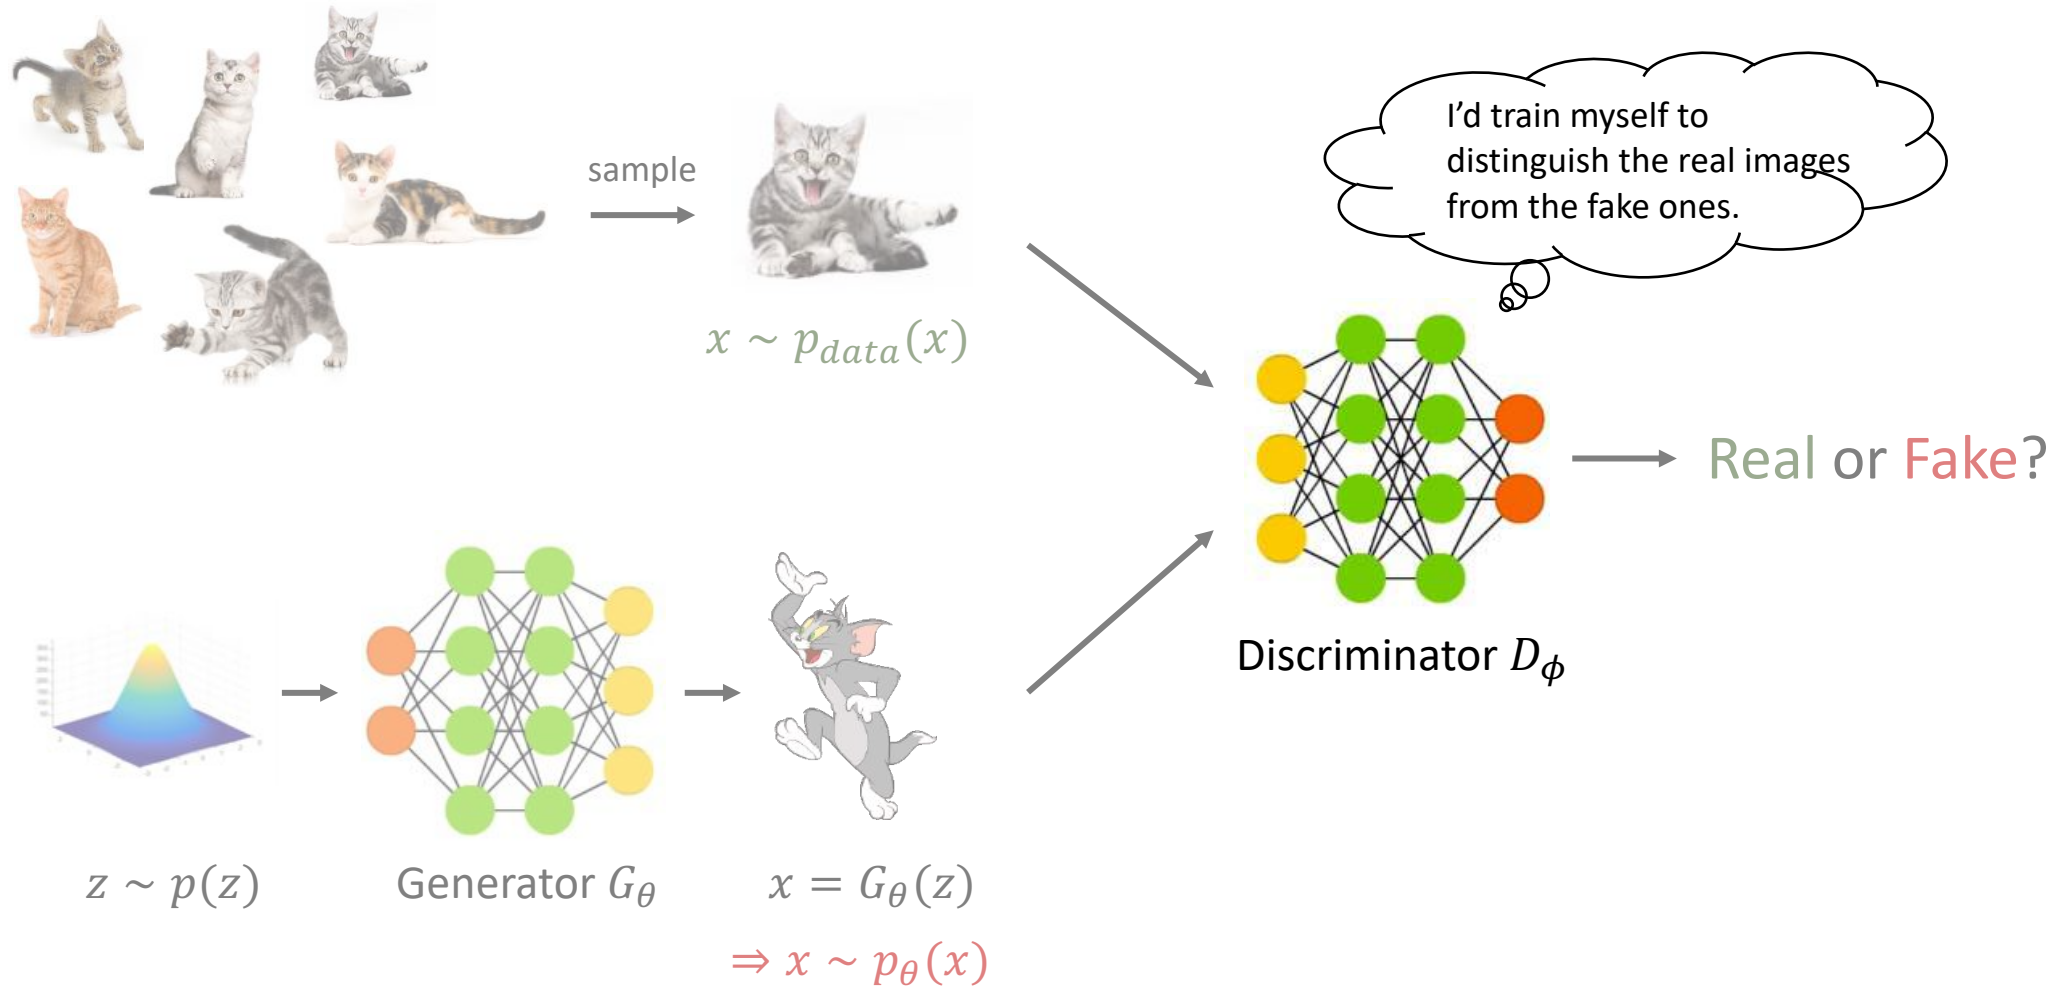 sample
I'd train myself to
distinguish the real images
from the fake ones.
x ~ p_data(x)
Real or Fake?
Discriminator D_ϕ
z ~ p(z)
Generator G_θ
x = G_θ(z)
⇒ x ~ p_θ(x)